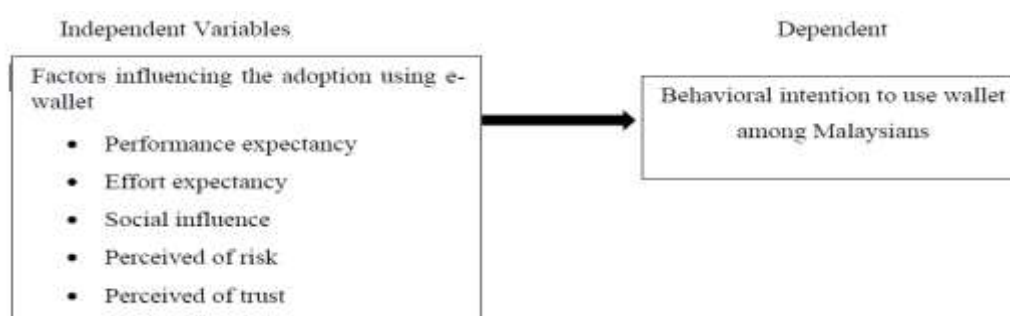 Independent Variables
Dependent
Factors influencing the adoption using e-
wallet
• Performance expectancy
• Effort expectancy
• Social influence
• Perceived of risk
• Perceived of trust
Behavioral intention to use wallet
among Malaysians